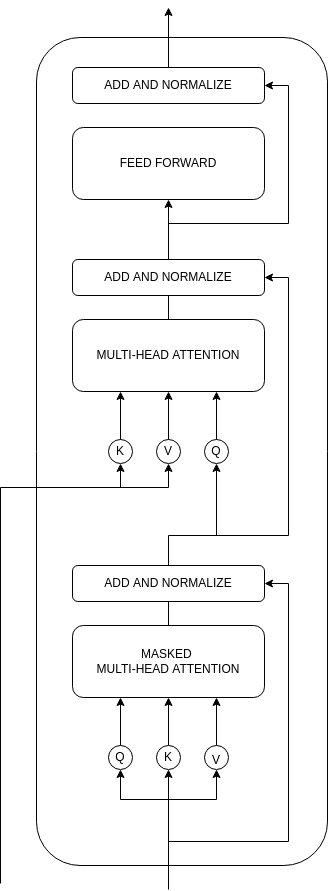 ADD AND NORMALIZE
FEED FORWARD
ADD AND NORMALIZE
MULTI-HEAD ATTENTION
K V Q
ADD AND NORMALIZE
MASKED
MULTI-HEAD ATTENTION
Q K V